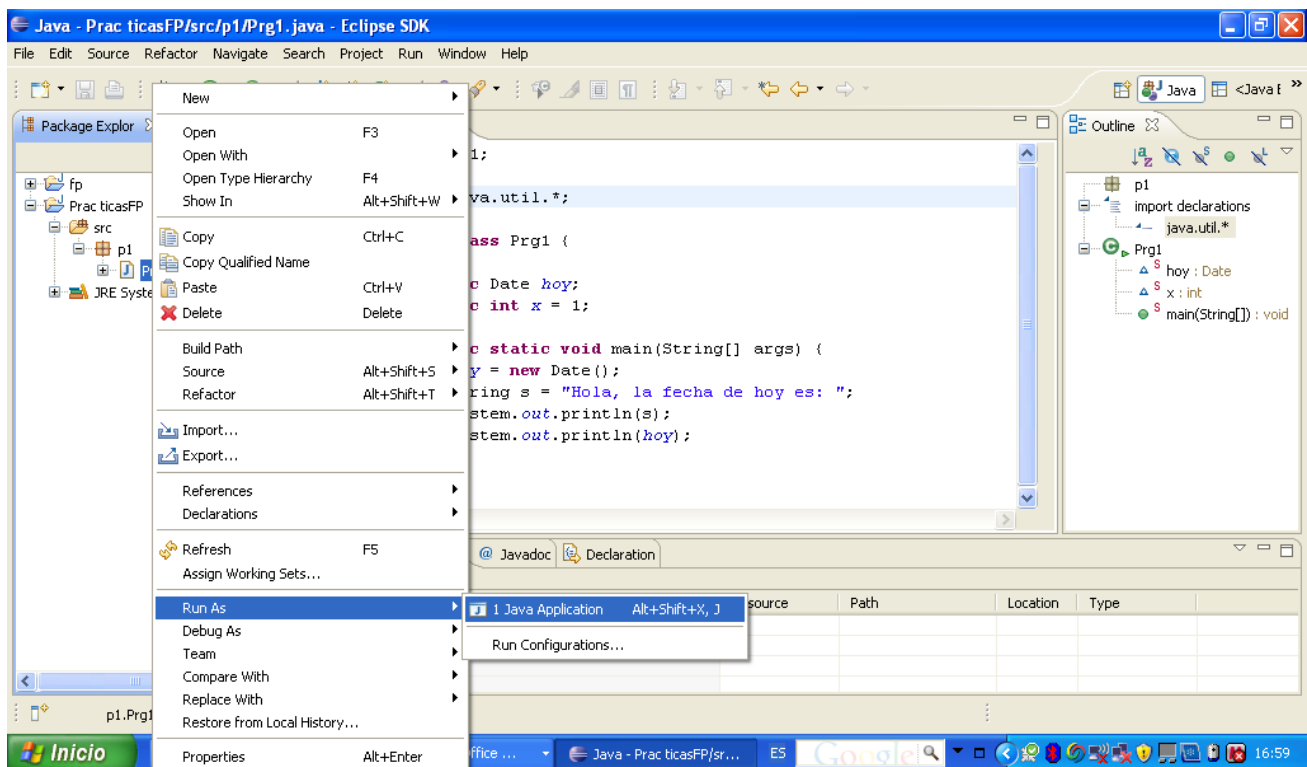 Java - Prac ticasFP/src/p1/Prg1.java - Eclipse SDK
File Edit Source Refactor Navigate Search Project Run Window Help
Java <Java E »
Package Explor
fp
Prac ticasFP
src
p1
JRE Syste
New
Open F3
Open With
Open Type Hierarchy F4
Show In Alt+Shift+W
Copy Ctrl+C
Copy Qualified Name
Paste Ctrl+V
Delete Delete
Build Path
Source Alt+Shift+S
Refactor Alt+Shift+T
Import...
Export...
References
Declarations
Refresh F5
Assign Working Sets...
Run As
Debug As
Team
Compare With
Replace With
Restore from Local History...
Properties Alt+Enter
1 Java Application Alt+Shift+X, J
Run Configurations...
1;
va.util.*;
ass Prg1 {
c Date hoy;
c int x = 1;
c static void main(String[] args) {
y = new Date();
ring s = "Hola, la fecha de hoy es: ";
stem.out.println(s);
stem.out.println(hoy);
Outline
p1
import declarations
java.util.*
Prg1
hoy : Date
x : int
main(String[]) : void
@ Javadoc Declaration
source Path Location Type
p1.Prg1
Inicio ffice ... Java - Prac ticasFP/sr... ES Google 16:59